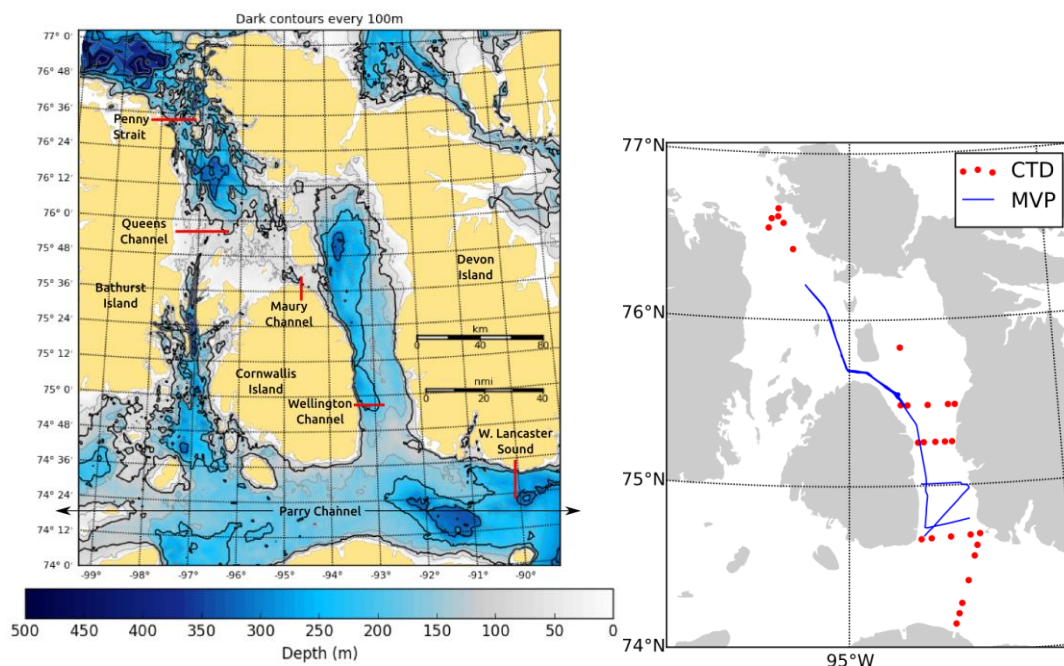 Dark contours every 100m
77° 0'
76° 48'
76° 36'
76° 24'
76° 12'
76° 0'
75° 48'
75° 36'
75° 24'
75° 12'
75° 0'
74° 48'
74° 36'
74° 24'
74° 12'
74° 0'
Penny
Strait
Queens
Channel
Bathurst
Island
Maury
Channel
Devon
Island
km
0 40 80
nmi
0 20 40
Cornwallis
Island
Wellington
Channel
W. Lancaster
Sound
Parry Channel
-99° -98° -97° -96° -95° -94° -93° -92° -91° -90°
500 450 400 350 300 250 200 150 100 50 0
Depth (m)
77°N
76°N
75°N
74°N
95°W
CTD
MVP